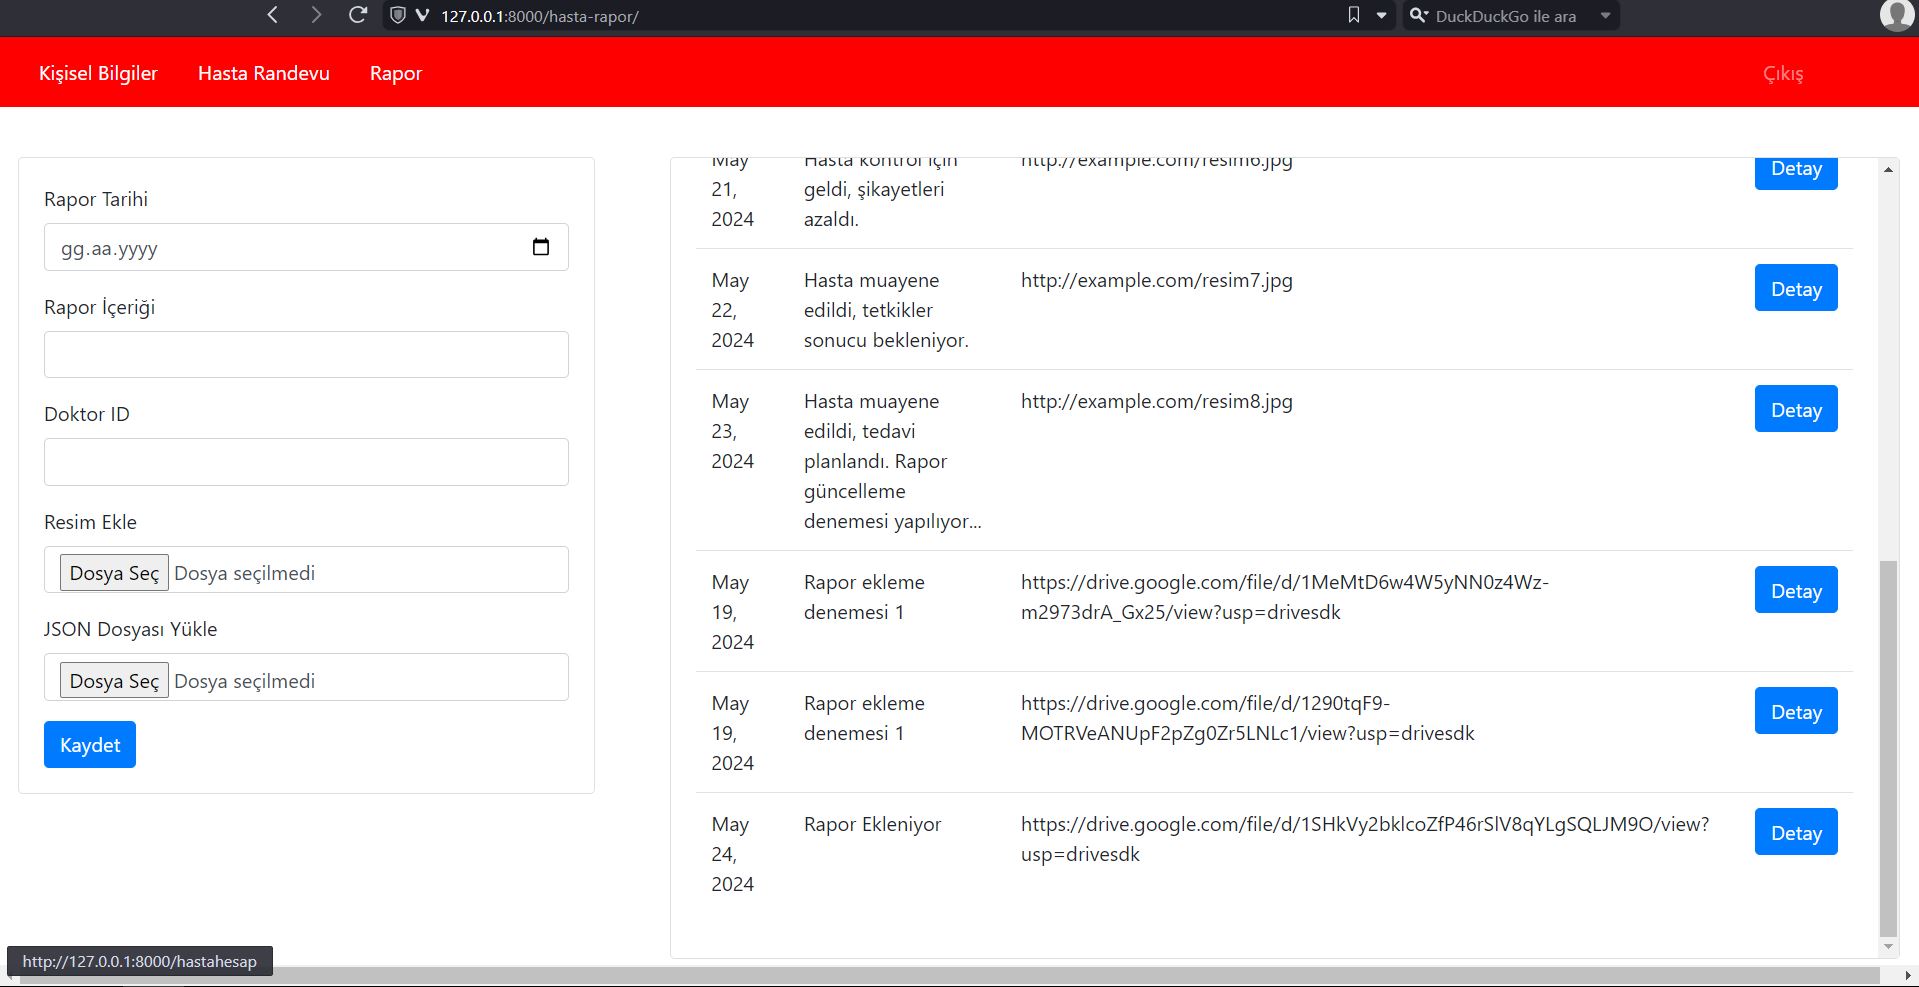 127.0.0.1:8000/hasta-rapor/
DuckDuckGo ile ara
Kişisel Bilgiler
Hasta Randevu
Rapor
Çıkış
Rapor Tarihi
gg.aa.yyyy
Rapor İçeriği
Doktor ID
Resim Ekle
Dosya Seç Dosya seçilmedi
JSON Dosyası Yükle
Dosya Seç Dosya seçilmedi
Kaydet
May
21,
2024
Hasta kontrol için
geldi, şikayetleri
azaldı.
http://example.com/resim6.jpg
Detay
May
22,
2024
Hasta muayene
edildi, tetkikler
sonucu bekleniyor.
http://example.com/resim7.jpg
Detay
May
23,
2024
Hasta muayene
edildi, tedavi
planlandı. Rapor
güncelleme
denemesi yapılıyor...
http://example.com/resim8.jpg
Detay
May
19,
2024
Rapor ekleme
denemesi 1
https://drive.google.com/file/d/1MeMtD6w4W5yNN0z4Wz-
m2973drA_Gx25/view?usp=drivesdk
Detay
May
19,
2024
Rapor ekleme
denemesi 1
https://drive.google.com/file/d/1290tqF9-
MOTRVeANUpF2pZg0Zr5LNLc1/view?usp=drivesdk
Detay
May
24,
2024
Rapor Ekleniyor
https://drive.google.com/file/d/1SHkVy2bklcoZfP46rSlV8qYLgSQLJM9O/view?
usp=drivesdk
Detay
http://127.0.0.1:8000/hastahesap